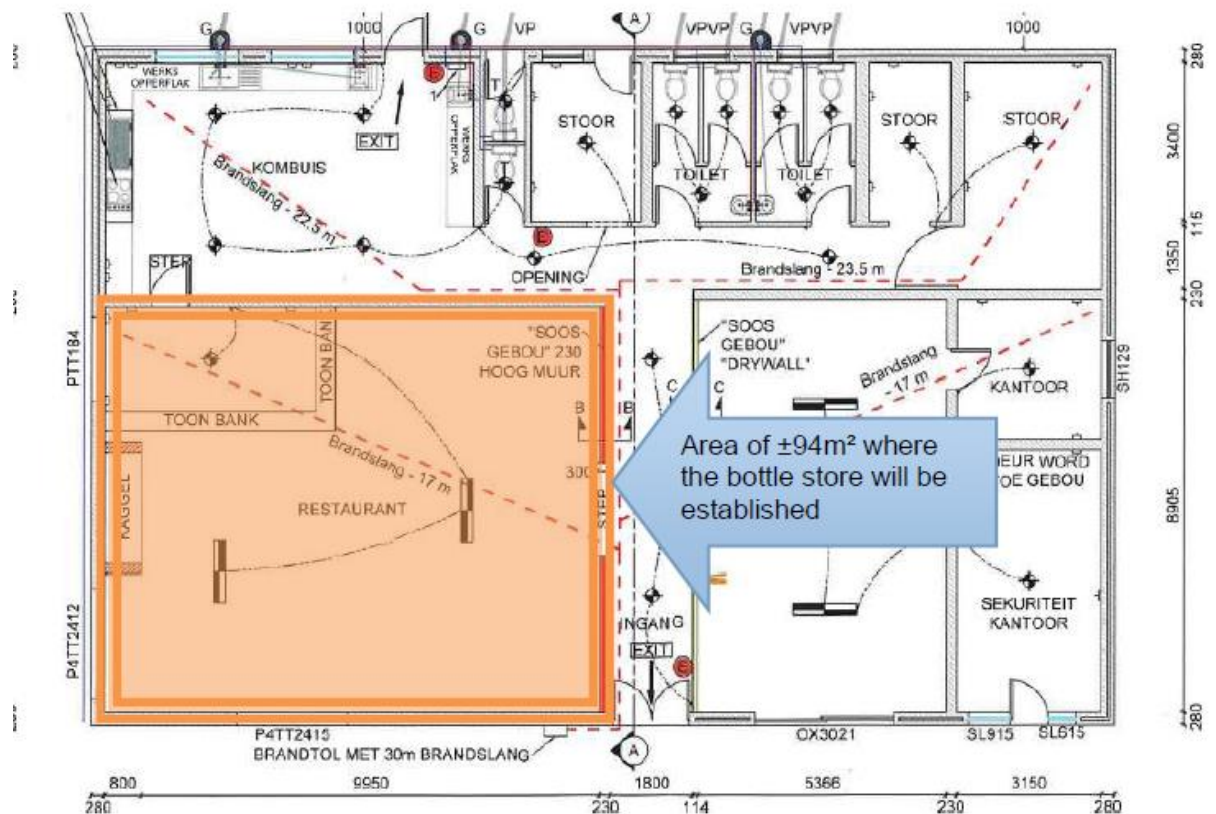 G
1000
G
VP
A
VPVP
G
VPVP
1000
WERKS
OPPERFLAK
E
EXIT
T
WERKS
OPPERFLAK
STOOR
STOOR
STOOR
KOMBUIS
T
TOILET
TOILET
Brandslang - 22.5 m
E
STEP
OPENING
Brandslang - 23.5 m
280
3400
115
1350
230
8905
280
PTT184
P4TT2412
"SOOS
GEBOU" 230
HOOG MUUR
TOON BANK
TOON BANK
"SOOS
GEBOU"
"DRYWALL"
Brandslang
- 17 m
KANTOOR
SH129
B
B
C
Brandslang - 17 m
300
STEP
KAGGEL
RESTAURANT
Area of ±94m² where
the bottle store will be
established
EUR WORD
OE GEBOU
SEKURITEIT
KANTOOR
INGANG
EXIT
E
P4TT2415
BRANDTOL MET 30m BRANDSLANG
A
OX3021
SL915
SL615
800
9950
1800
5366
3150
280
230
114
230
280